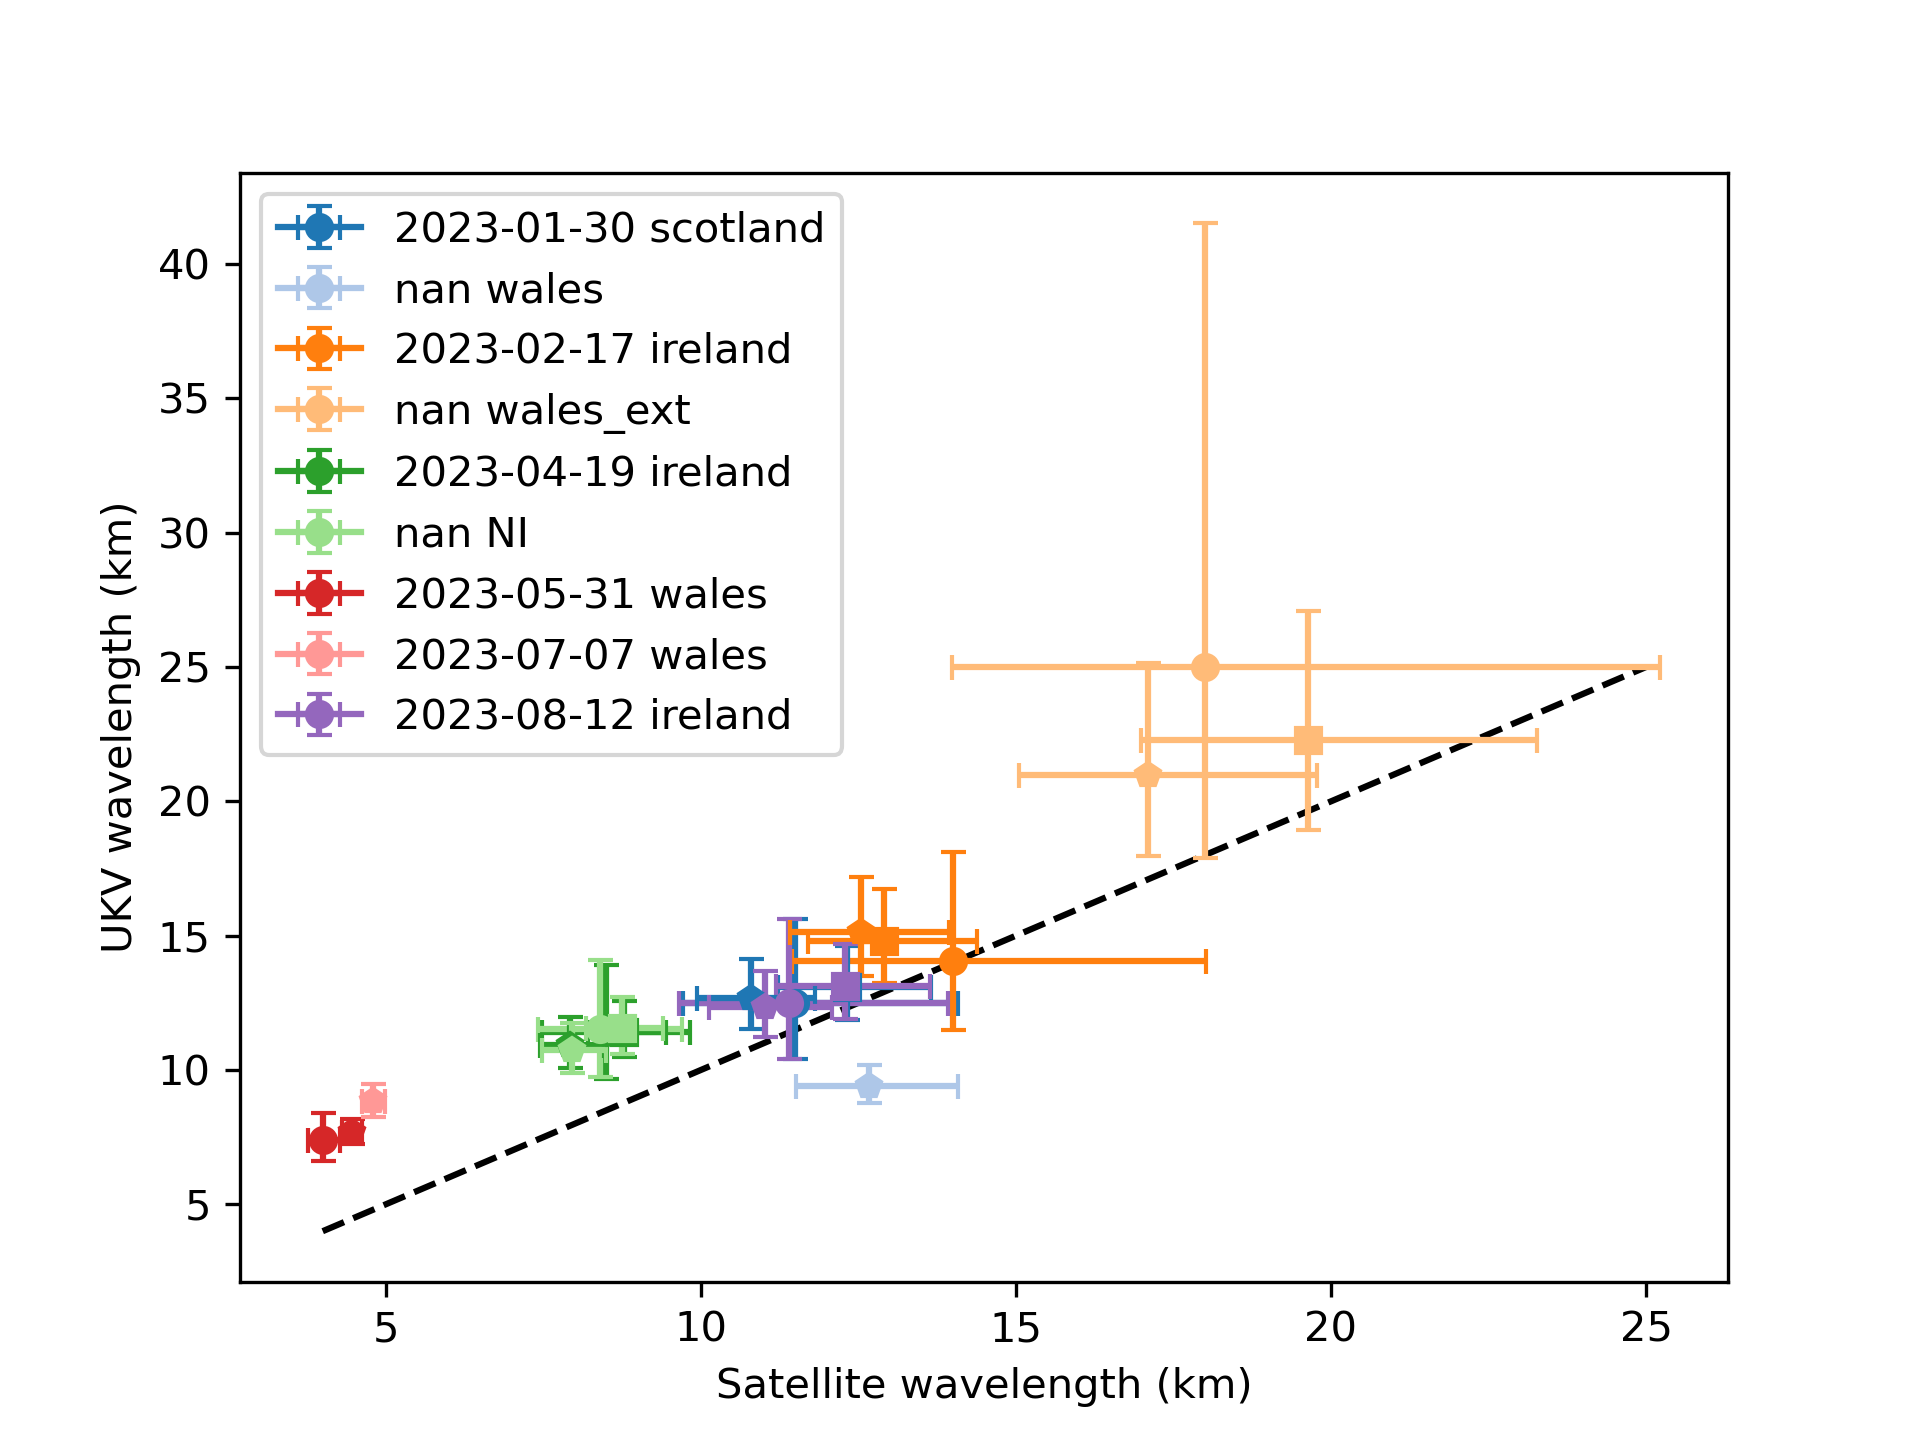 2023-01-30 scotland
nan wales
2023-02-17 ireland
nan wales_ext
2023-04-19 ireland
nan NI
2023-05-31 wales
2023-07-07 wales
2023-08-12 ireland
40
35
30
25
20
15
10
5
UKV wavelength (km)
5 10 15 20 25
Satellite wavelength (km)